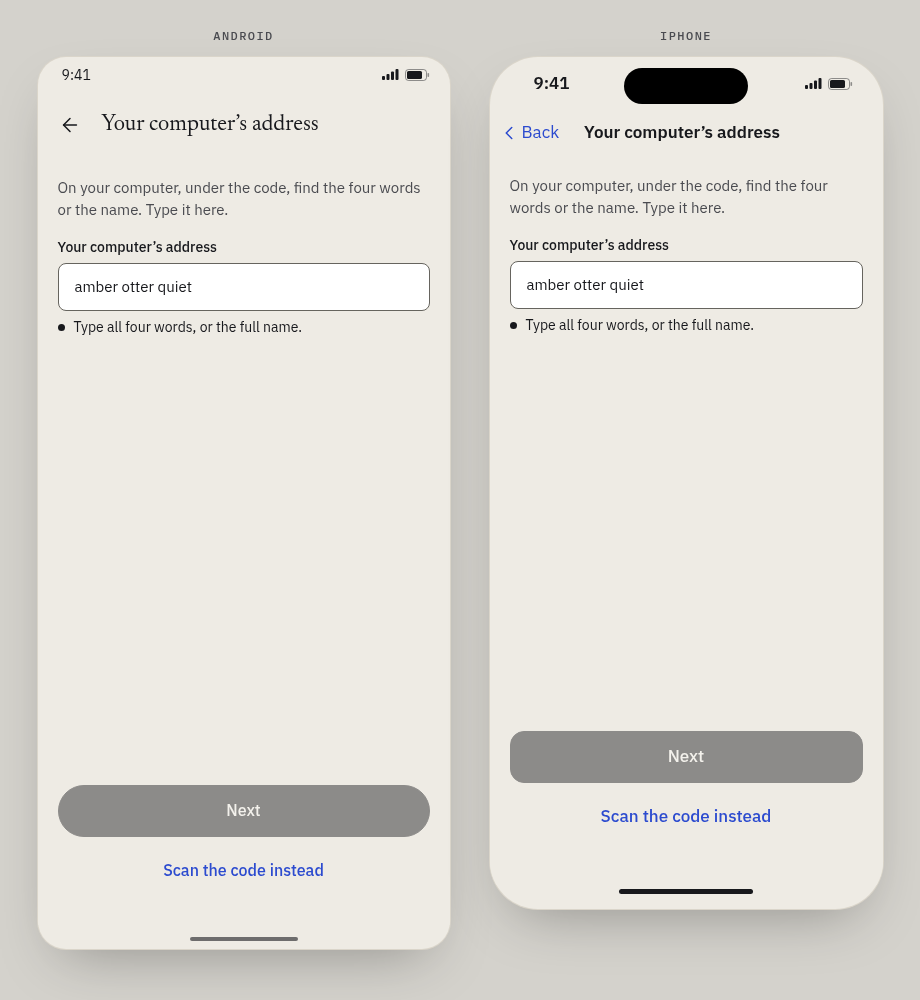 ANDROID
9:41
Your computer’s address
On your computer, under the code, find the four words
or the name. Type it here.
Your computer’s address
amber otter quiet
Type all four words, or the full name.
Next
Scan the code instead
IPHONE
9:41
Back
Your computer’s address
On your computer, under the code, find the four
words or the name. Type it here.
Your computer’s address
amber otter quiet
Type all four words, or the full name.
Next
Scan the code instead